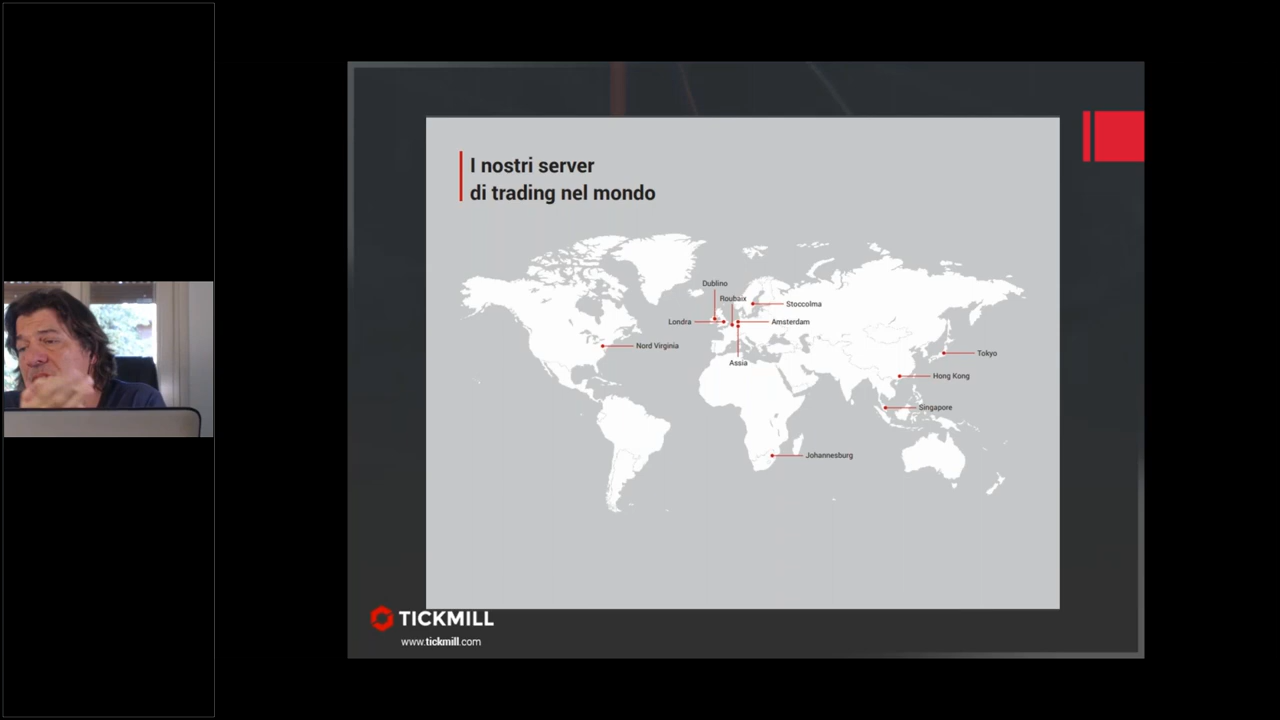 I nostri server
di trading nel mondo
Dublino
Roubaix
Stoccolma
Londra
Amsterdam
Nord Virginia
Tokyo
Assia
Hong Kong
Singapore
Johannesburg
TICKMILL
www.tickmill.com